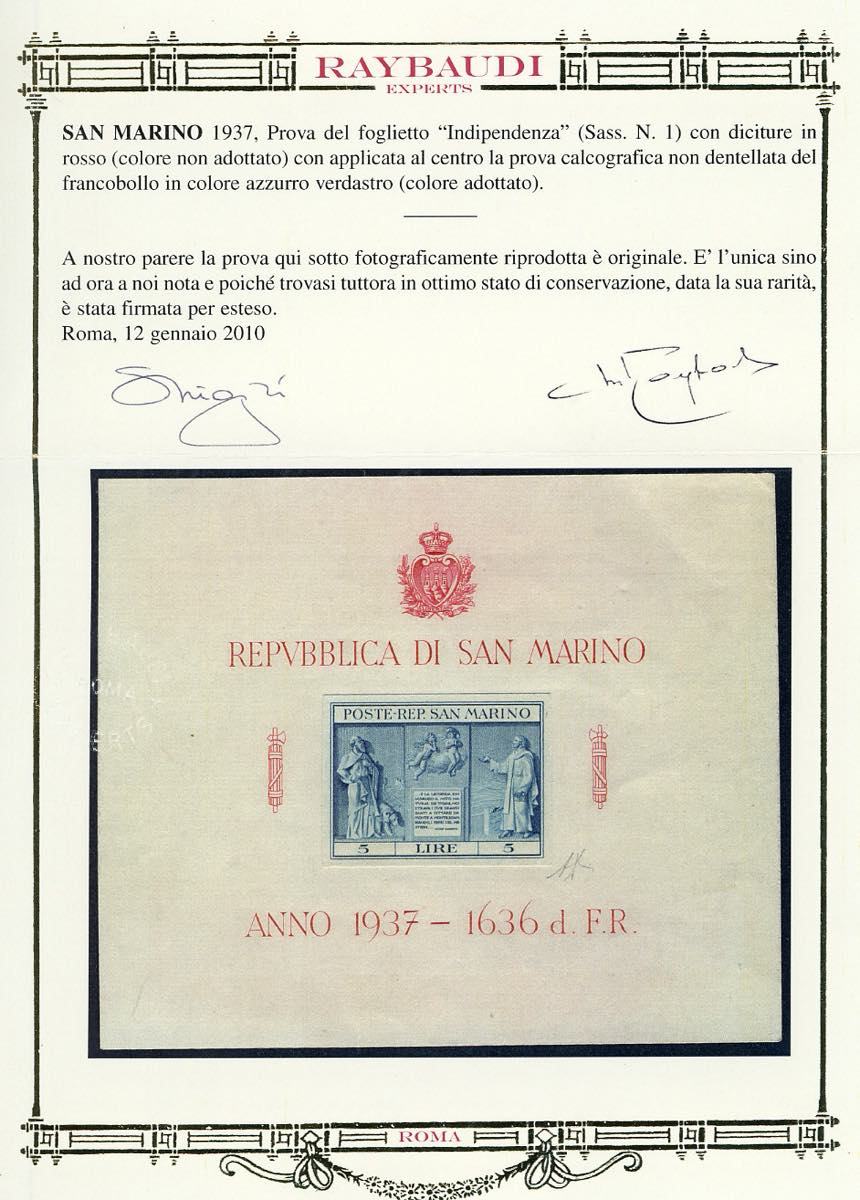 RAYBAUDI
EXPERTS
SAN MARINO 1937, Prova del foglietto “Indipendenza” (Sass. N. 1) con diciture in
rosso (colore non adottato) con applicata al centro la prova calcografica non dentellata del
francobollo in colore azzurro verdastro (colore adottato).
A nostro parere la prova qui sotto fotograficamente riprodotta è originale. E’ l’unica sino
ad ora a noi nota e poiché trovasi tuttora in ottimo stato di conservazione, data la sua rarità,
è stata firmata per esteso.
Roma, 12 gennaio 2010
REPVBBLICA DI SAN MARINO
POSTE-REP. SAN MARINO
5 LIRE 5
ANNO 1937 – 1636 d. F.R.
ROMA